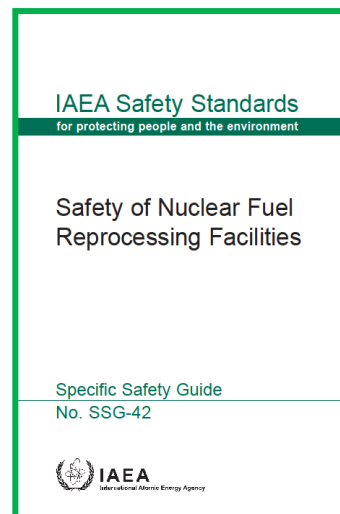 IAEA Safety Standards
for protecting people and the environment
Safety of Nuclear Fuel
Reprocessing Facilities
Specific Safety Guide
No. SSG-42
IAEA
International Atomic Energy Agency